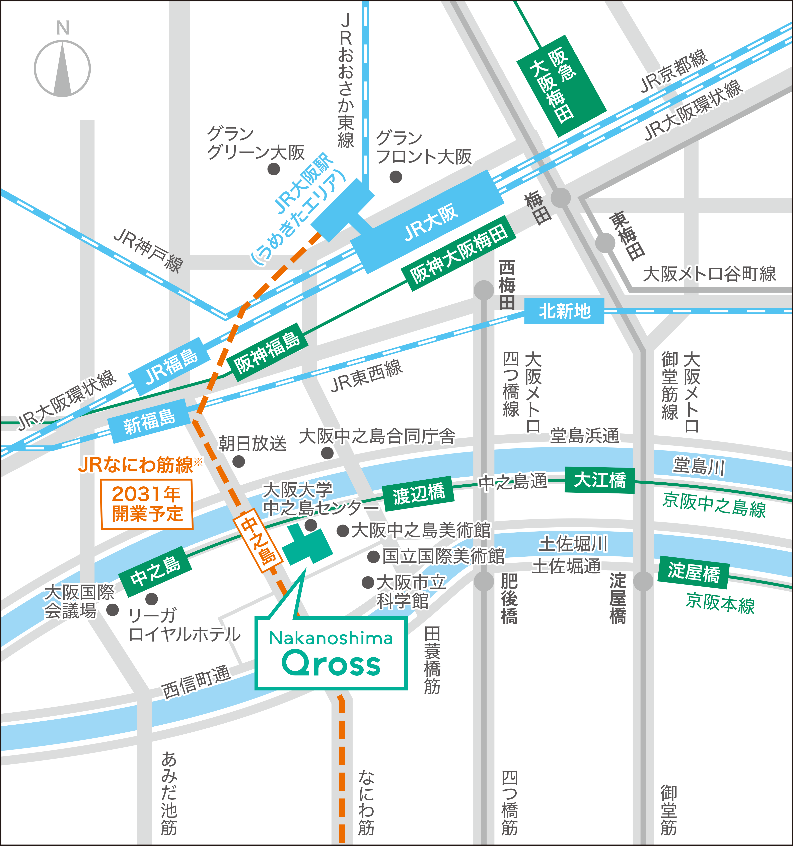 N
JRおおさか東線
阪急
大阪梅田
JR京都線
JR大阪環状線
グラン
グリーン大阪
グラン
フロント大阪
JR大阪駅
(うめきたエリア)
JR大阪
梅田
東梅田
JR神戸線
阪神大阪梅田
西梅田
大阪メトロ谷町線
北新地
阪神福島
JR福島
JR東西線
大阪メトロ
四つ橋線
大阪メトロ
御堂筋線
JR大阪環状線
新福島
朝日放送
大阪中之島合同庁舎
堂島浜通
JRなにわ筋線※
2031年
開業予定
堂島川
大阪大学
中之島センター
渡辺橋
中之島通
大江橋
京阪中之島線
中之島
大阪中之島美術館
土佐堀川
国立国際美術館
土佐堀通
中之島
大阪市立
科学館
肥後橋
淀屋橋
淀屋橋
京阪本線
大阪国際
会議場
リーガ
ロイヤルホテル
Nakanoshima
Qross
田蓑橋筋
西信町通
あみだ池筋
なにわ筋
四つ橋筋
御堂筋